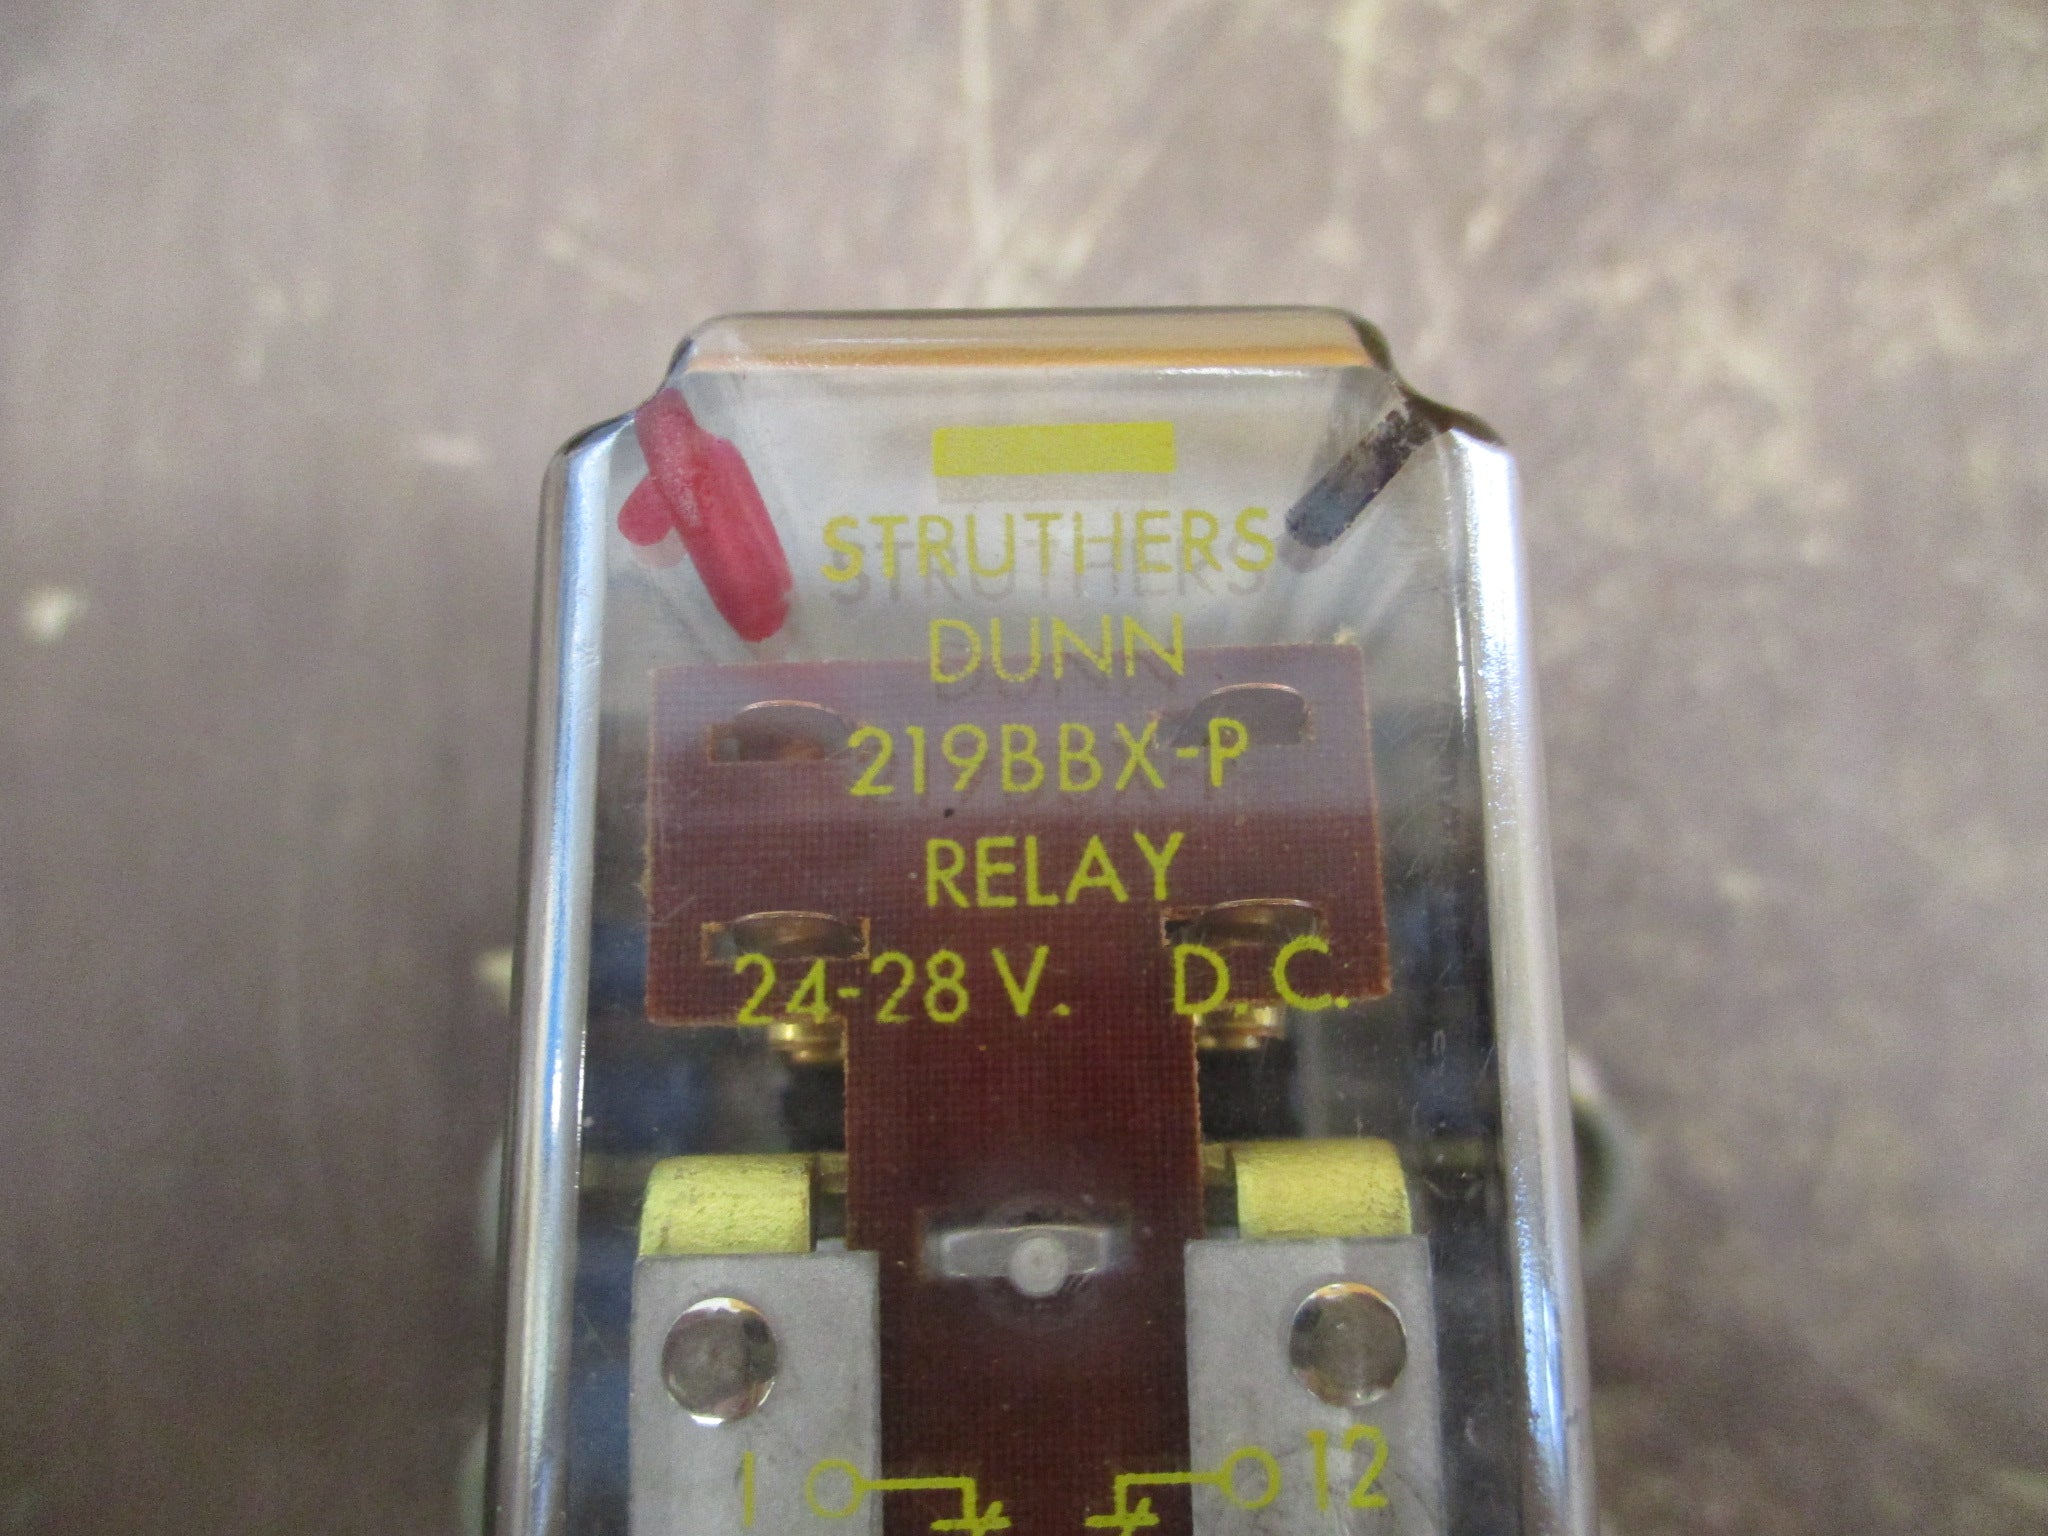 STRUTHERS
DUNN
219BBX-P
RELAY
24-28 V. D.C.
1 12